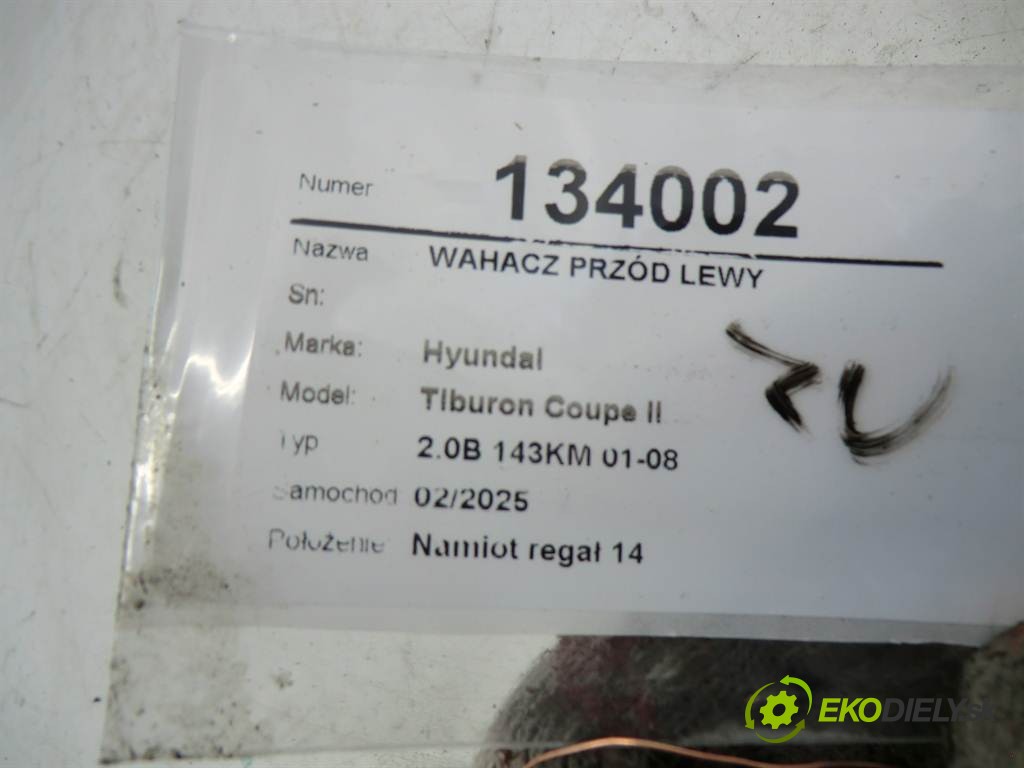 Numer 134002
Nazwa WAHACZ PRZÓD LEWY
Sn:
Marka: Hyundai
Model: Tiburon Coupe II
Typ 2.0B 143KM 01-08
Samochod 02/2025
Położenie Namiot regał 14
EKODIELY